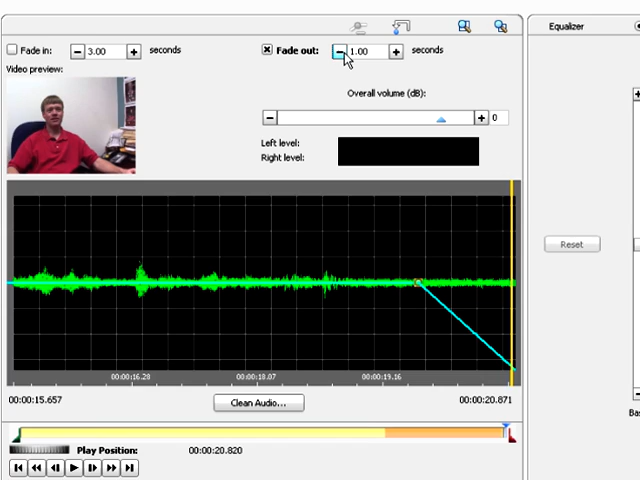 Equalizer
Fade in: 3.00 seconds
Fade out: 1.00 seconds
Video preview:
Overall volume (dB):
0
Left level:
Right level:
Reset
00:00:16.20 00:00:18.07 00:00:19.16
00:00:15.657 Clean Audio... 00:00:20.871
Play Position: 00:00:20.820